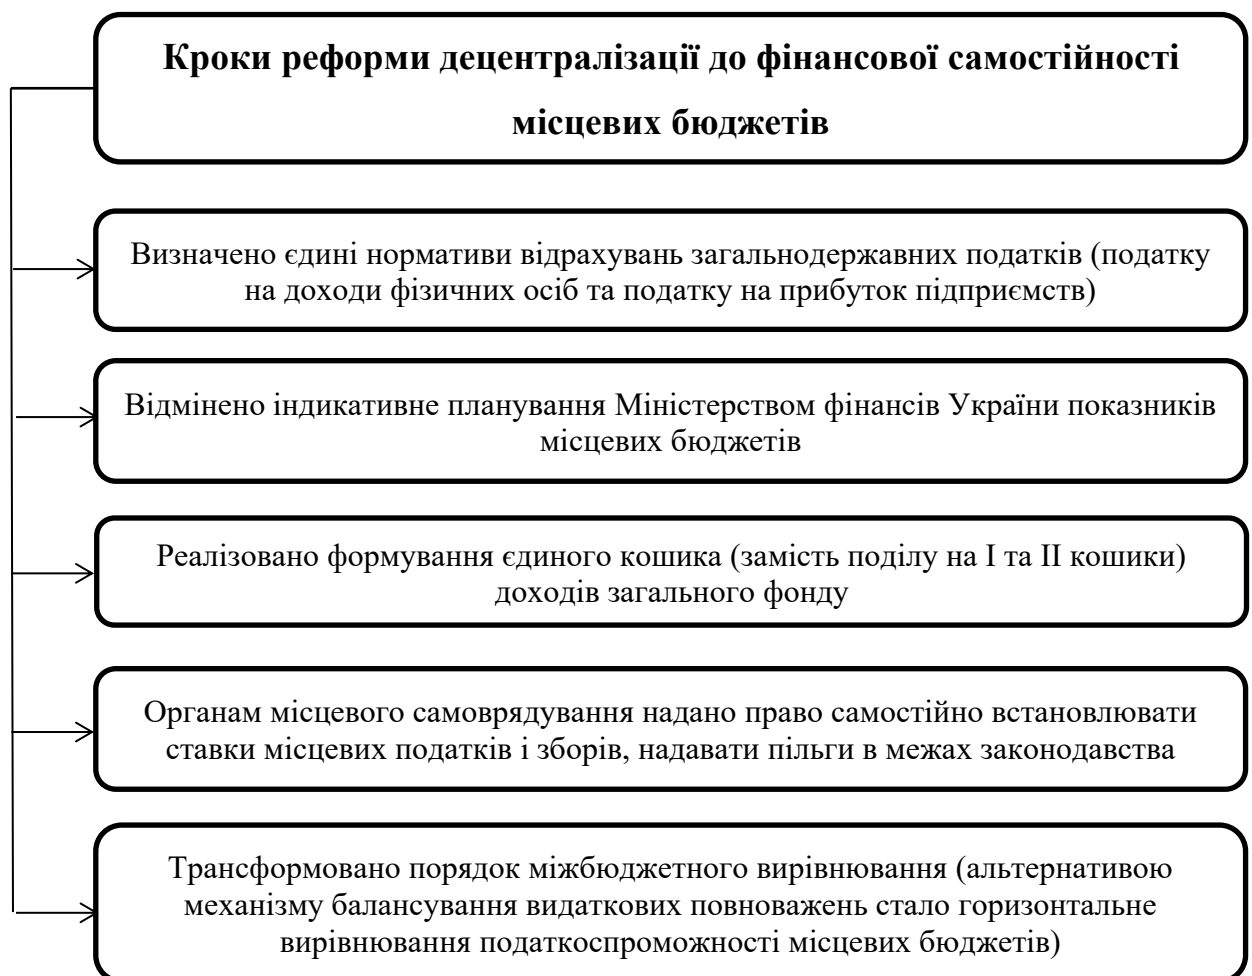 Кроки реформи децентралізації до фінансової самостійності
місцевих бюджетів
Визначено єдині нормативи відрахувань загальнодержавних податків (податку
на доходи фізичних осіб та податку на прибуток підприємств)
Відмінено індикативне планування Міністерством фінансів України показників
місцевих бюджетів
Реалізовано формування єдиного кошика (замість поділу на І та ІІ кошики)
доходів загального фонду
Органам місцевого самоврядування надано право самостійно встановлювати
ставки місцевих податків і зборів, надавати пільги в межах законодавства
Трансформовано порядок міжбюджетного вирівнювання (альтернативою
механізму балансування видаткових повноважень стало горизонтальне
вирівнювання податкоспроможності місцевих бюджетів)